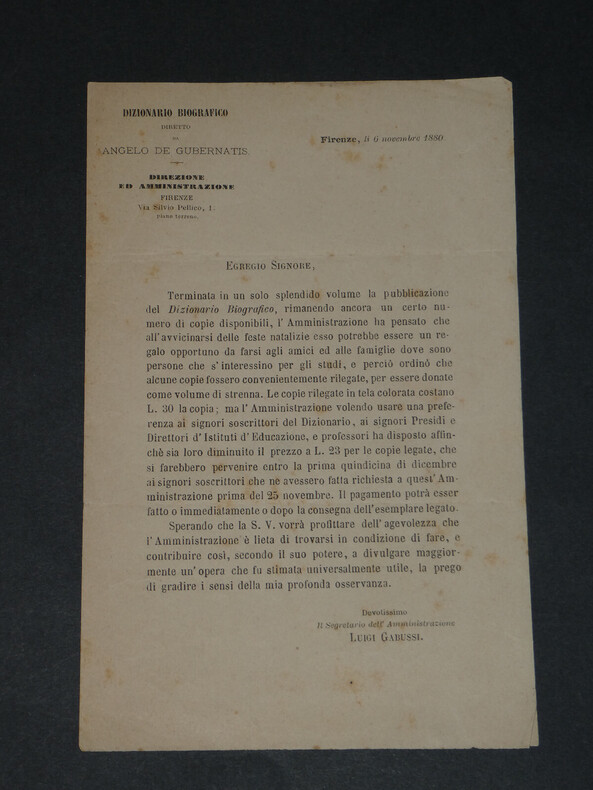 DIZIONARIO BIOGRAFICO
DIRETTO
DA
ANGELO DE GUBERNATIS.
DIREZIONE
ED AMMINISTRAZIONE
FIRENZE
Via Silvio Pellico, 1.
piano terreno.
Firenze, li 6 novembre 1880
Egregio Signore,
Terminata in un solo splendido volume la pubblicazione
del Dizionario Biografico, rimanendo ancora un certo nu-
mero di copie disponibili, l'Amministrazione ha pensato che
all'avvicinarsi delle feste natalizie esso potrebbe essere un re-
galo opportuno da farsi agli amici ed alle famiglie dove sono
persone che s'interessino per gli studi, e perciò ordinò che
alcune copie fossero convenientemente rilegate, per essere donate
come volume di strenna. Le copie rilegate in tela colorata costano
L. 30 la copia; ma l'Amministrazione volendo usare una prefe-
renza ai signori soscrittori del Dizionario, ai signori Presidi e
Direttori d'Istituti d'Educazione, e professori ha disposto affin-
chè sia loro diminuito il prezzo a L. 23 per le copie legate, che
si farebbero pervenire entro la prima quindicina di dicembre
ai signori soscrittori che ne avessero fatta richiesta a quest'Am-
ministrazione prima del 25 novembre. Il pagamento potrà esser
fatto o immediatamente o dopo la consegna dell'esemplare legato.
Sperando che la S. V. vorrà profittare dell'agevolezza che
l'Amministrazione è lieta di trovarsi in condizione di fare, e
contribuire così, secondo il suo potere, a divulgare maggior-
mente un'opera che fu stimata universalmente utile, la prego
di gradire i sensi della mia profonda osservanza.
Devotissimo
Il Segretario dell'Amministrazione
Luigi Gabussi.